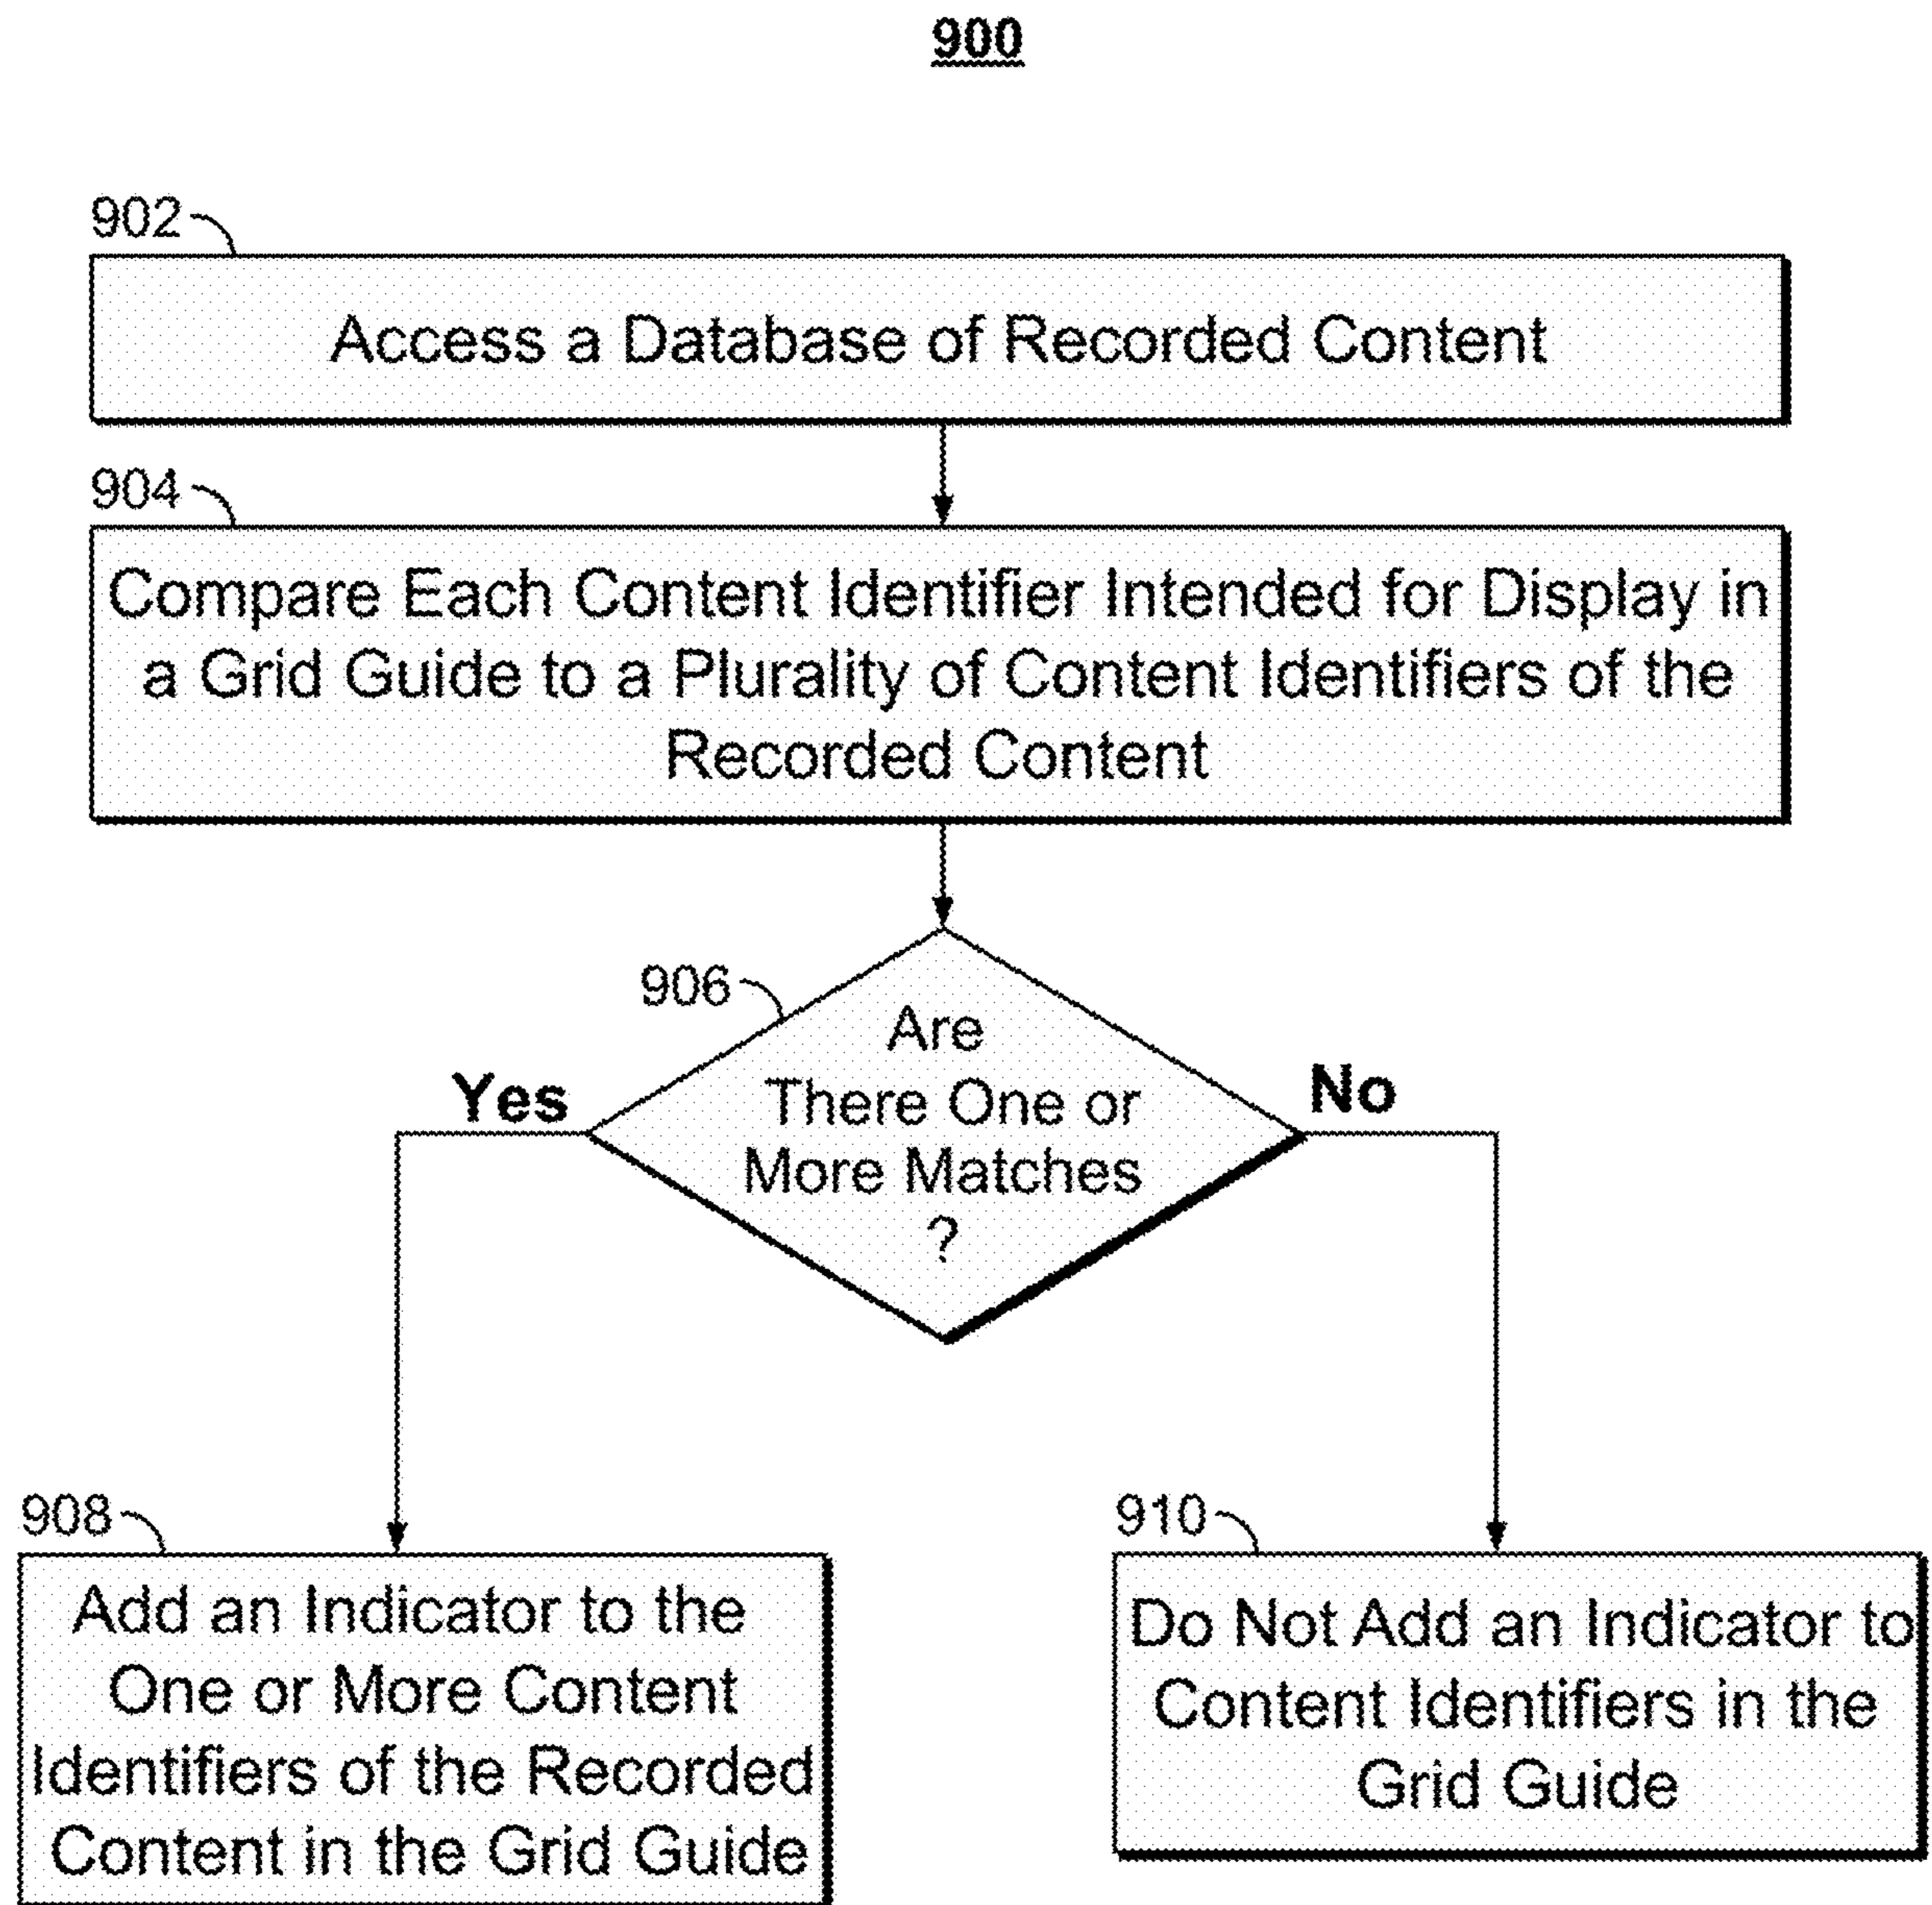 900
902
Access a Database of Recorded Content
904
Compare Each Content Identifier Intended for Display in
a Grid Guide to a Plurality of Content Identifiers of the
Recorded Content
906
Are
There One or
More Matches
?
Yes
No
908
Add an Indicator to the
One or More Content
Identifiers of the Recorded
Content in the Grid Guide
910
Do Not Add an Indicator to
Content Identifiers in the
Grid Guide